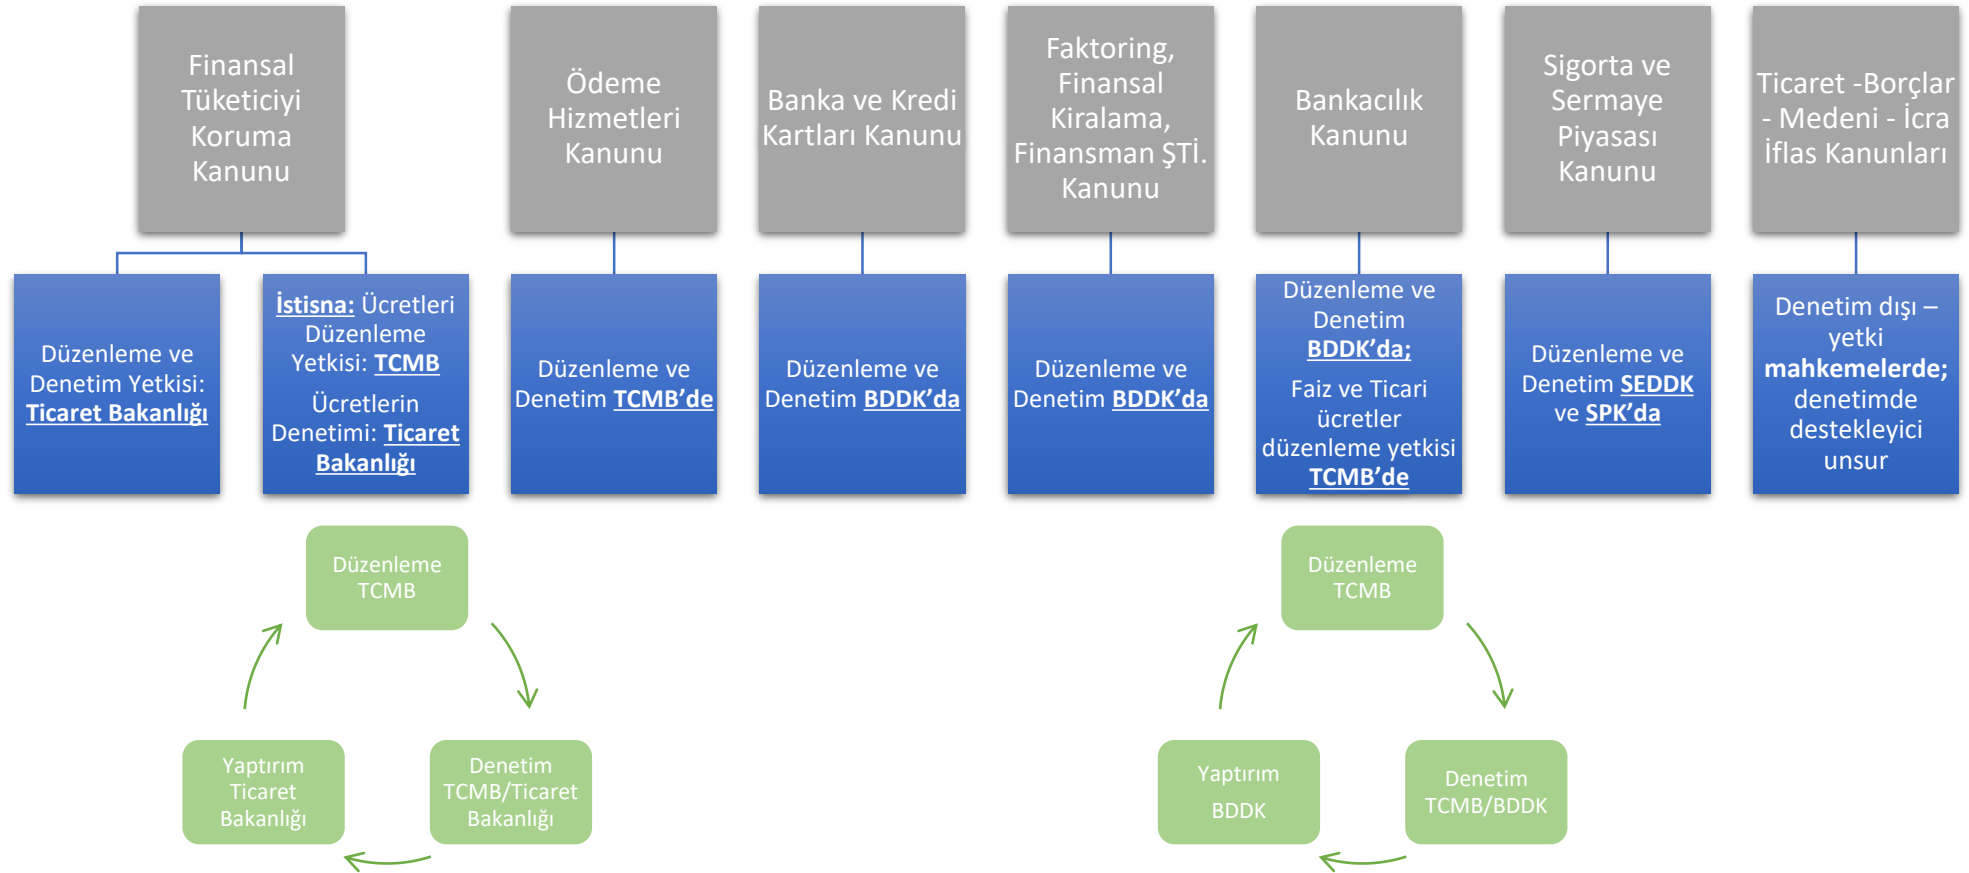 Finansal
Tüketiciyi
Koruma
Kanunu
Ödeme
Hizmetleri
Kanunu
Banka ve Kredi
Kartları Kanunu
Faktoring,
Finansal
Kiralama,
Finansman ŞTİ.
Kanunu
Bankacılık
Kanunu
Sigorta ve
Sermaye
Piyasası
Kanunu
Ticaret -Borçlar
- Medeni - İcra
İflas Kanunları
Düzenleme ve
Denetim Yetkisi:
Ticaret Bakanlığı
İstisna: Ücretleri
Düzenleme
Yetkisi: TCMB
Ücretlerin
Denetimi: Ticaret
Bakanlığı
Düzenleme ve
Denetim TCMB’de
Düzenleme ve
Denetim BDDK’da
Düzenleme ve
Denetim BDDK’da
Düzenleme ve
Denetim
BDDK’da;
Faiz ve Ticari
ücretler
düzenleme yetkisi
TCMB’de
Düzenleme ve
Denetim SEDDK
ve SPK’da
Denetim dışı –
yetki
mahkemelerde;
denetimde
destekleyici
unsur
Düzenleme
TCMB
Yaptırım
Ticaret
Bakanlığı
Denetim
TCMB/Ticaret
Bakanlığı
Düzenleme
TCMB
Yaptırım
BDDK
Denetim
TCMB/BDDK